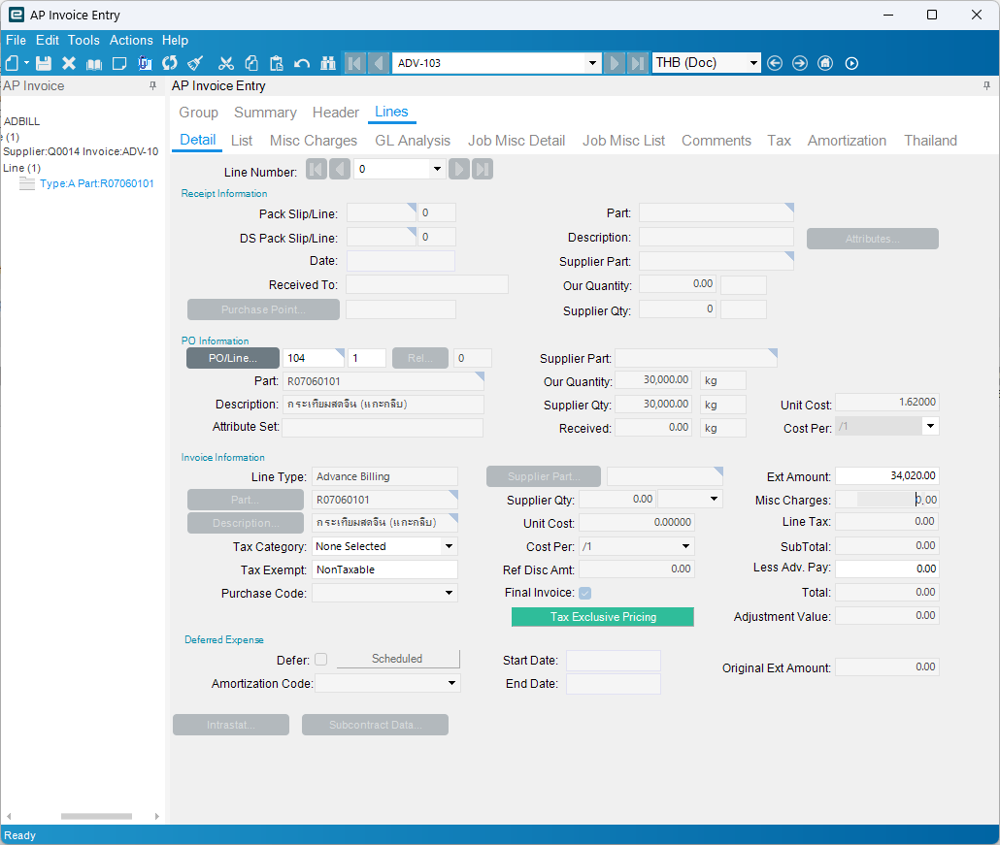 AP Invoice Entry
File Edit Tools Actions Help
ADV-103 THB (Doc)
AP Invoice
ADBILL
e (1)
Supplier:Q0014 Invoice:ADV-10
Line (1)
Type:A Part:R07060101
AP Invoice Entry
Group Summary Header Lines
Detail List Misc Charges GL Analysis Job Misc Detail Job Misc List Comments Tax Amortization Thailand
Line Number: 0
Receipt Information
Pack Slip/Line: 0 Part:
DS Pack Slip/Line: 0 Description: Attributes...
Date: Supplier Part:
Received To: Our Quantity: 0.00
Purchase Point... Supplier Qty: 0
PO Information
PO/Line... 104 1 Rel... 0 Supplier Part:
Part: R07060101 Our Quantity: 30,000.00 kg
Description: กระเทียมสดจีน (แกะกลีบ) Supplier Qty: 30,000.00 kg Unit Cost: 1.62000
Attribute Set: Received: 0.00 kg Cost Per: /1
Invoice Information
Line Type: Advance Billing Supplier Part... Ext Amount: 34,020.00
Part... R07060101 Supplier Qty: 0.00 Misc Charges: 0.00
Description... กระเทียมสดจีน (แกะกลีบ) Unit Cost: 0.00000 Line Tax: 0.00
Tax Category: None Selected Cost Per: /1 SubTotal: 0.00
Tax Exempt: NonTaxable Ref Disc Amt: 0.00 Less Adv. Pay: 0.00
Purchase Code: Final Invoice: Total: 0.00
Tax Exclusive Pricing Adjustment Value: 0.00
Deferred Expense
Defer: Scheduled Start Date: Original Ext Amount: 0.00
Amortization Code: End Date:
Intrastat... Subcontract Data...
Ready